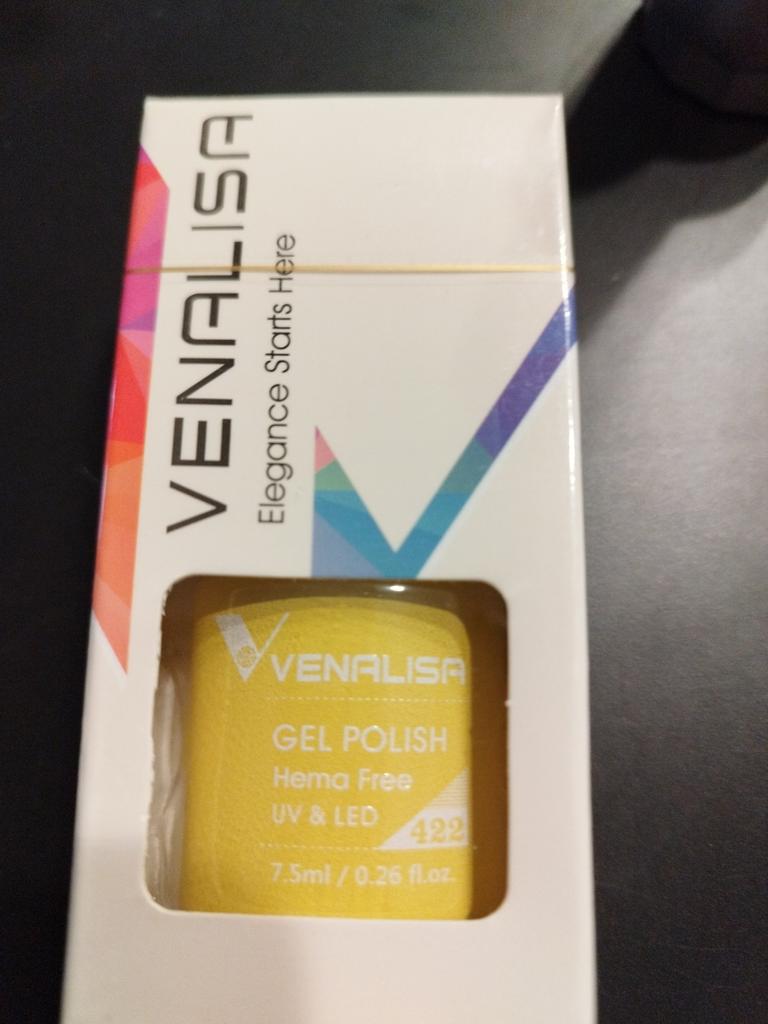 VENALISA
Elegance Starts Here
VENALISA
GEL POLISH
Hema Free
UV & LED
422
7.5ml / 0.26 fl.oz.